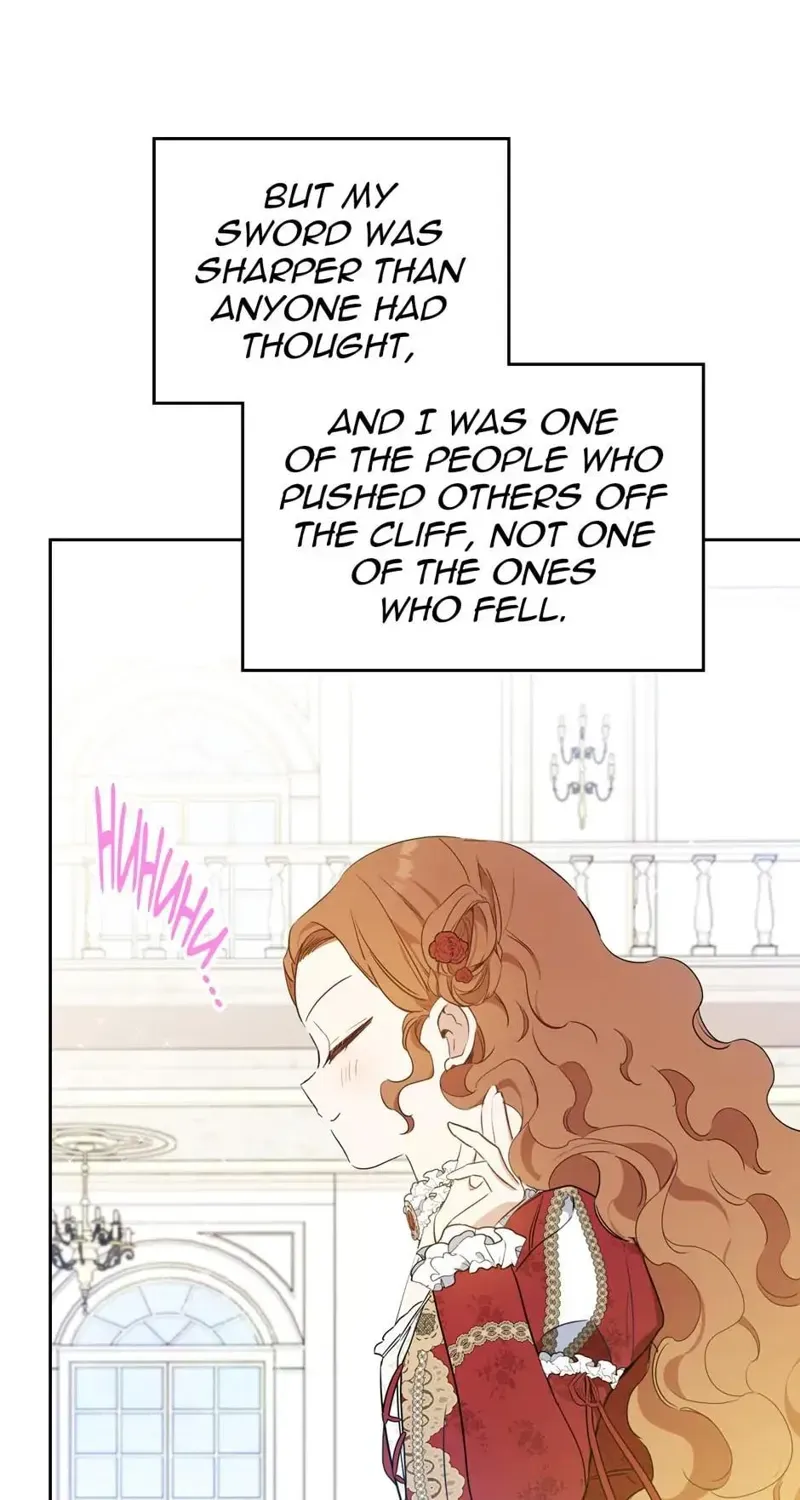 BUT MY
SWORD WAS
SHARPER THAN
ANYONE HAD
THOUGHT,
AND I WAS ONE
OF THE PEOPLE WHO
PUSHED OTHERS OFF
THE CLIFF, NOT ONE
OF THE ONES
WHO FELL.
HUHUHU...